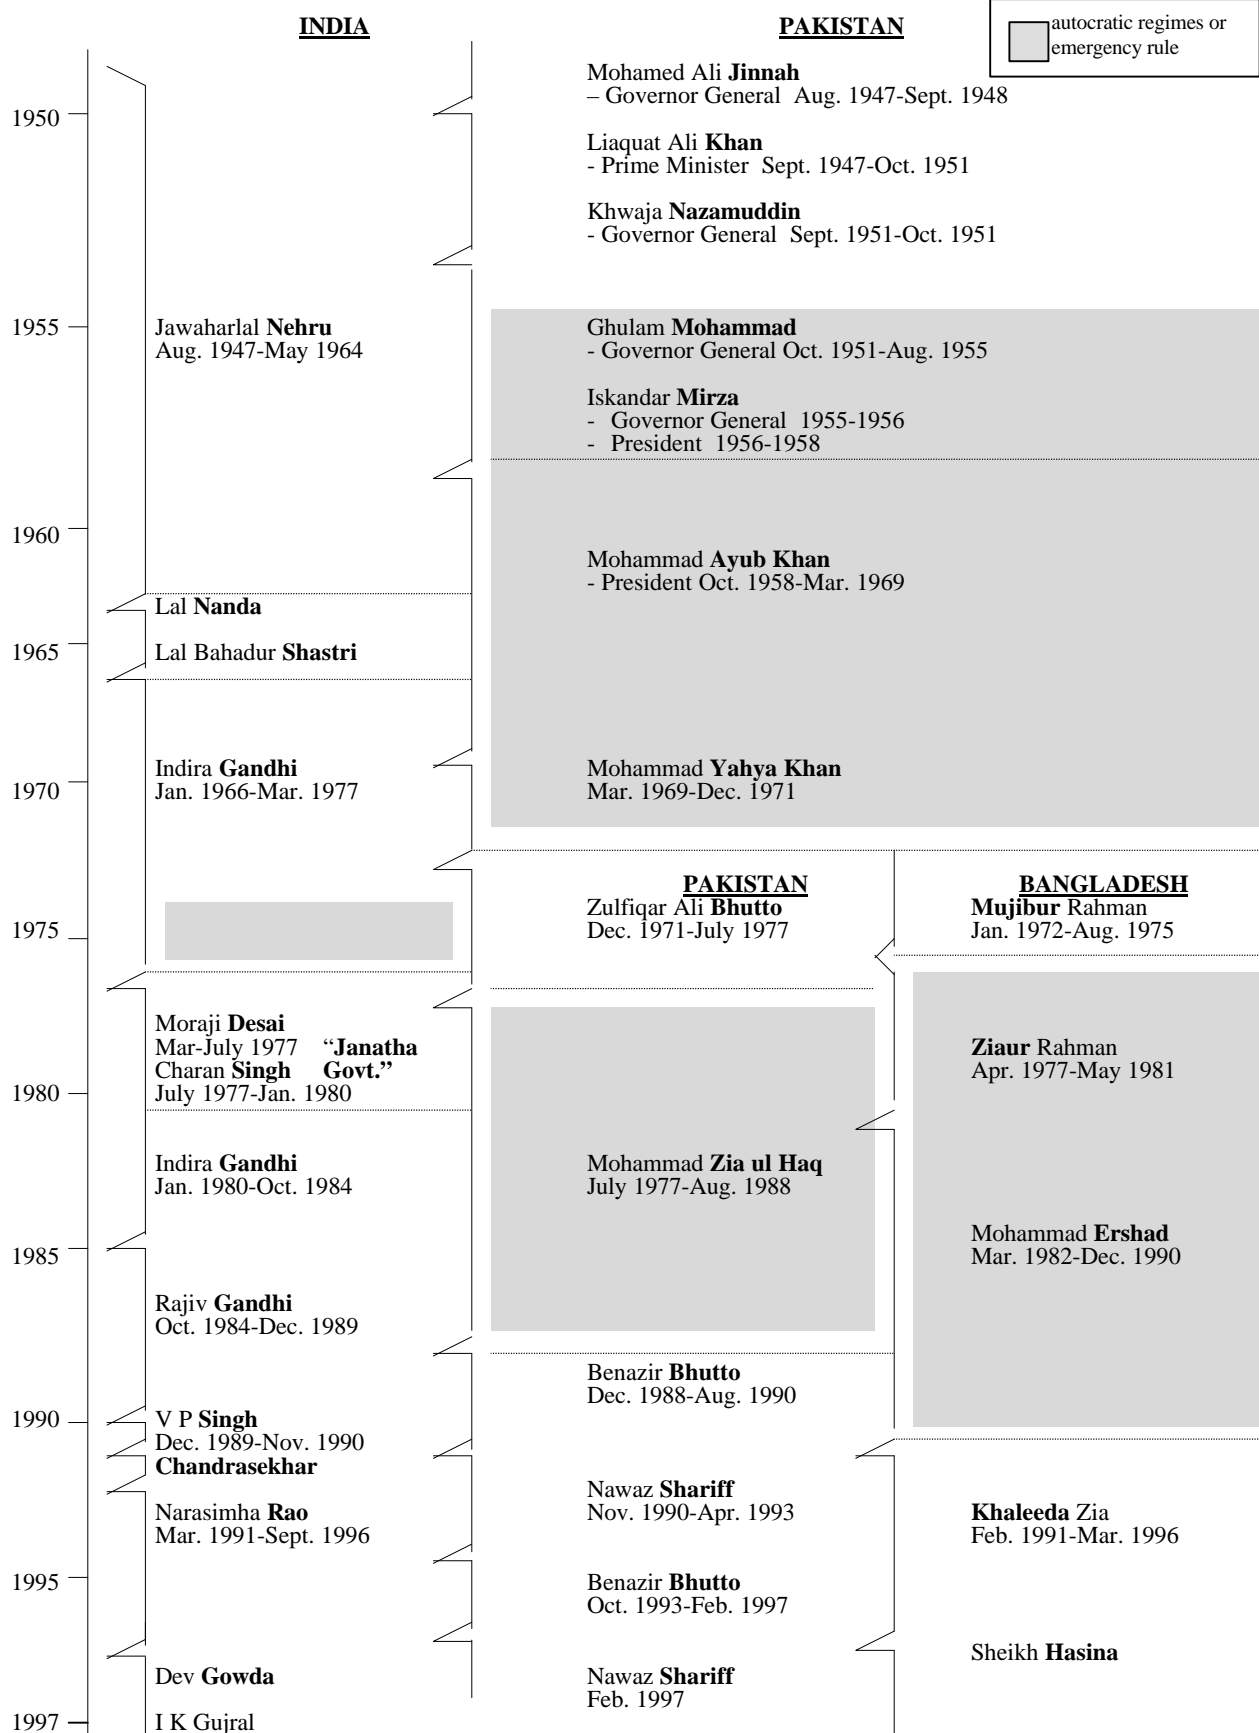 INDIA
PAKISTAN
autocratic regimes or
emergency rule
Mohamed Ali Jinnah
– Governor General Aug. 1947-Sept. 1948
1950
Liaquat Ali Khan
- Prime Minister Sept. 1947-Oct. 1951
Khwaja Nazamuddin
- Governor General Sept. 1951-Oct. 1951
1955
Jawaharlal Nehru
Aug. 1947-May 1964
Ghulam Mohammad
- Governor General Oct. 1951-Aug. 1955
Iskandar Mirza
- Governor General 1955-1956
- President 1956-1958
1960
Mohammad Ayub Khan
- President Oct. 1958-Mar. 1969
Lal Nanda
1965
Lal Bahadur Shastri
Indira Gandhi
Jan. 1966-Mar. 1977
Mohammad Yahya Khan
Mar. 1969-Dec. 1971
1970
PAKISTAN
BANGLADESH
Zulfiqar Ali Bhutto
Dec. 1971-July 1977
Mujibur Rahman
Jan. 1972-Aug. 1975
1975
Moraji Desai
Mar-July 1977 “Janatha
Charan Singh Govt.”
July 1977-Jan. 1980
Ziaur Rahman
Apr. 1977-May 1981
1980
Indira Gandhi
Jan. 1980-Oct. 1984
Mohammad Zia ul Haq
July 1977-Aug. 1988
Mohammad Ershad
Mar. 1982-Dec. 1990
1985
Rajiv Gandhi
Oct. 1984-Dec. 1989
Benazir Bhutto
Dec. 1988-Aug. 1990
1990
V P Singh
Dec. 1989-Nov. 1990
Chandrasekhar
Nawaz Shariff
Nov. 1990-Apr. 1993
Narasimha Rao
Mar. 1991-Sept. 1996
Khaleeda Zia
Feb. 1991-Mar. 1996
1995
Benazir Bhutto
Oct. 1993-Feb. 1997
Sheikh Hasina
Dev Gowda
Nawaz Shariff
Feb. 1997
1997
I K Gujral